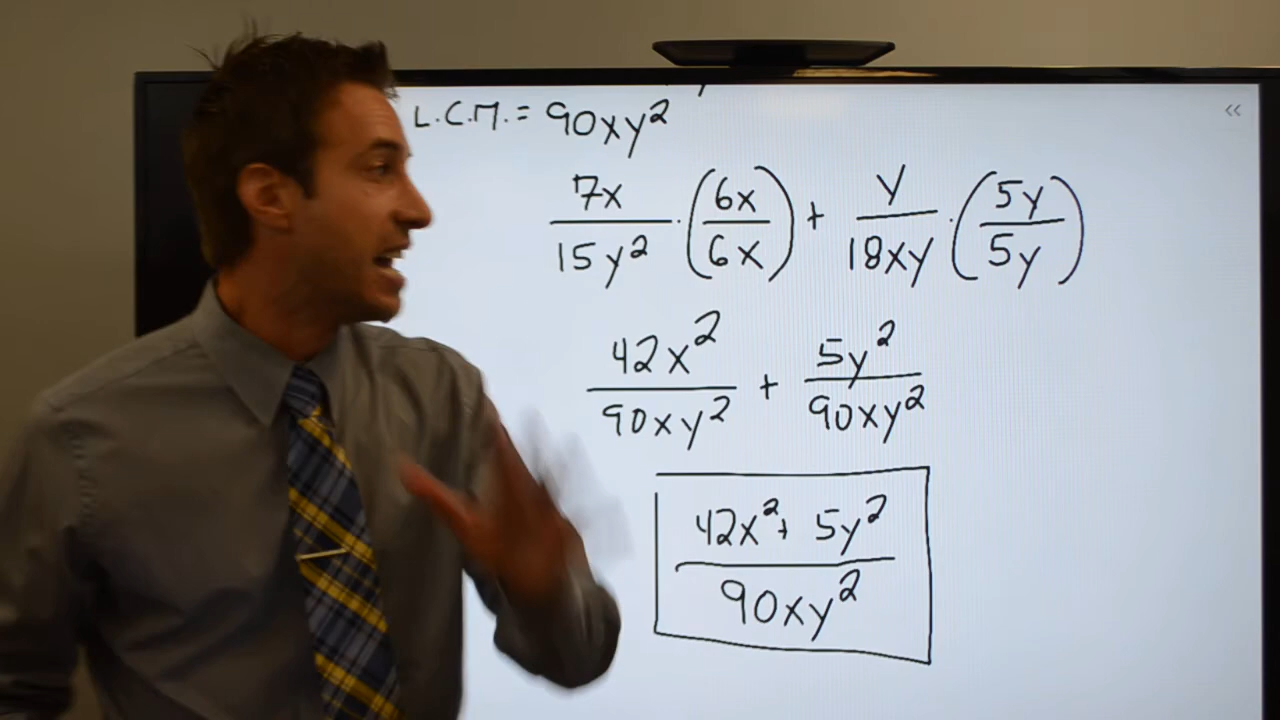 L.C.M. = 90xy²
7x/15y² · (6x/6x) + y/18xy · (5y/5y)
42x²/90xy² + 5y²/90xy²
42x² + 5y²/90xy²